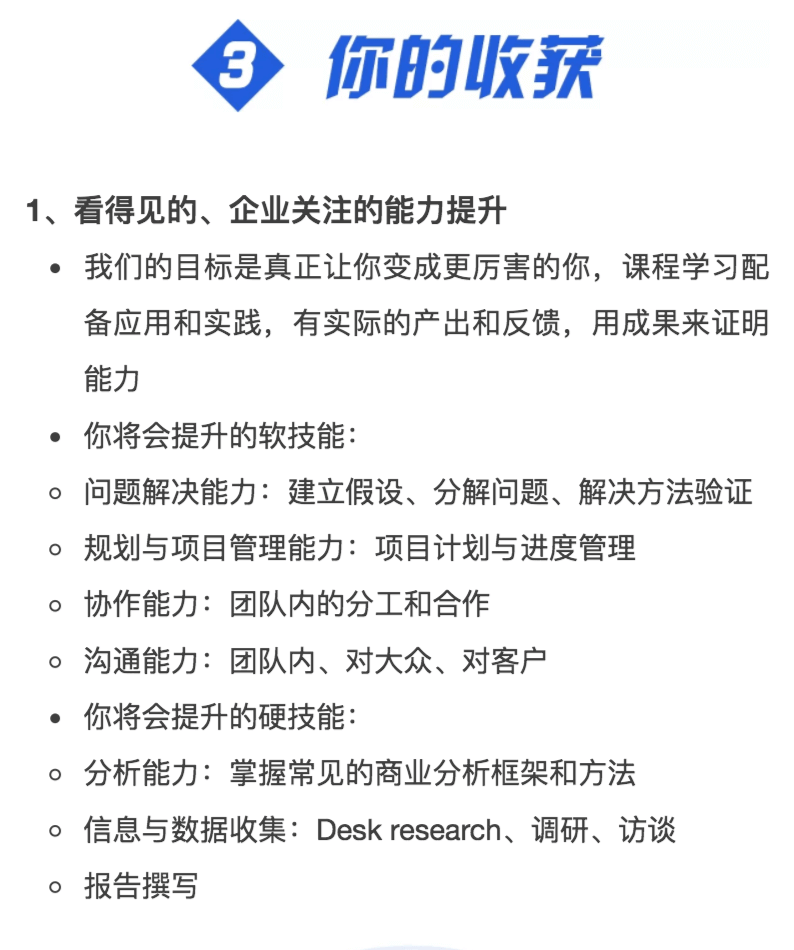 3 你的收获
1、看得见的、企业关注的能力提升
• 我们的目标是真正让你变成更厉害的你，课程学习配
备应用和实践，有实际的产出和反馈，用成果来证明
能力
• 你将会提升的软技能：
○ 问题解决能力：建立假设、分解问题、解决方法验证
○ 规划与项目管理能力：项目计划与进度管理
○ 协作能力：团队内的分工和合作
○ 沟通能力：团队内、对大众、对客户
• 你将会提升的硬技能：
○ 分析能力：掌握常见的商业分析框架和方法
○ 信息与数据收集：Desk research、调研、访谈
○ 报告撰写